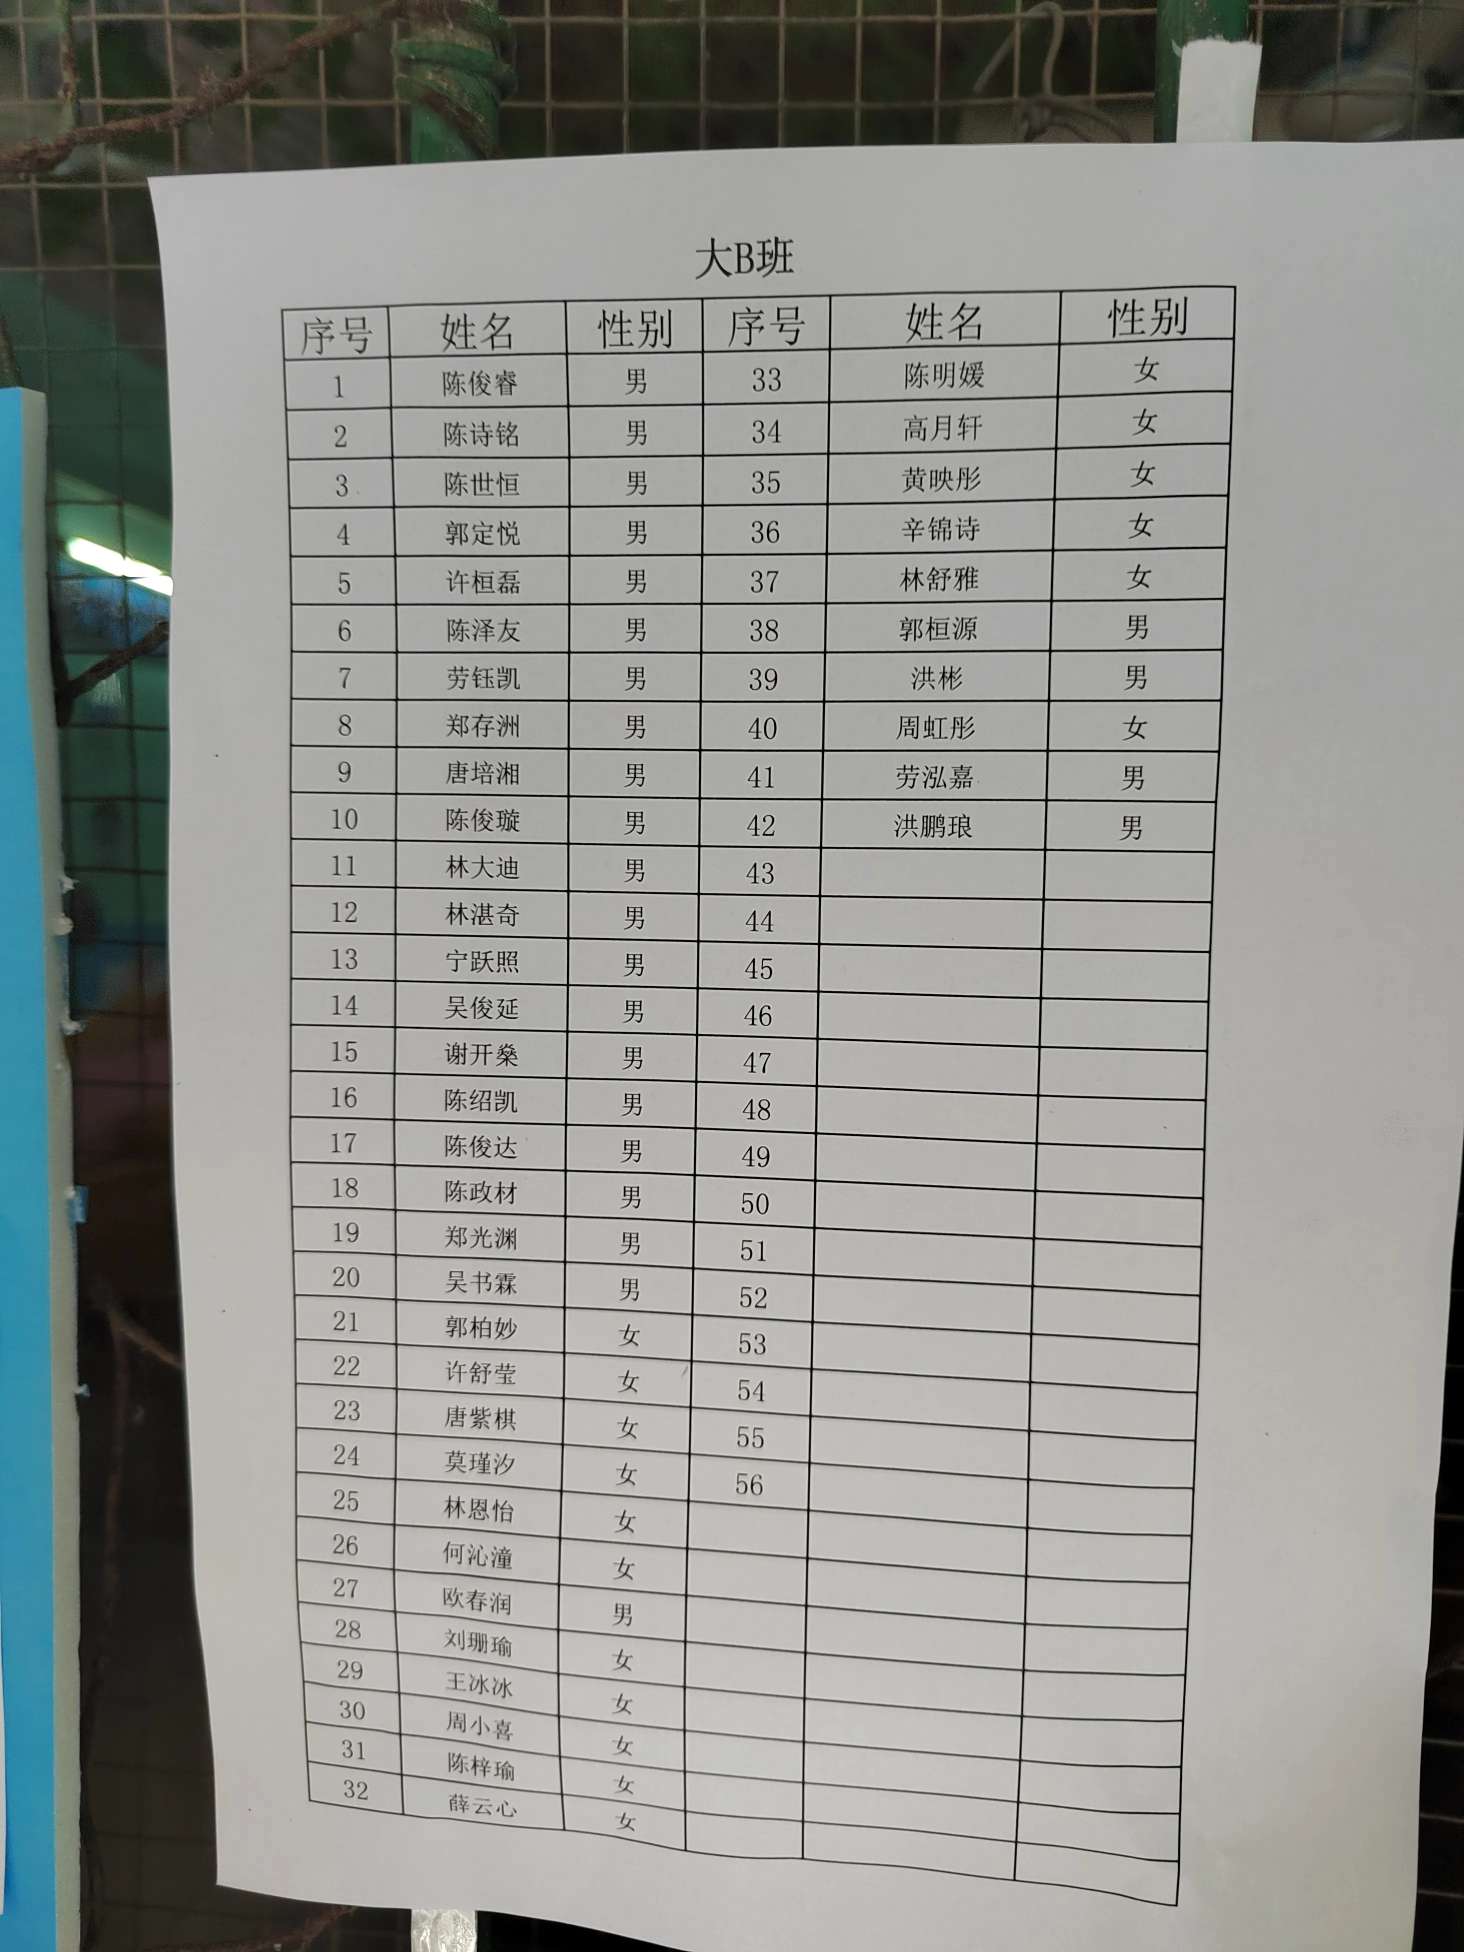 大B班
序号 姓名 性别 序号 姓名 性别
1 陈俊睿 男 33 陈明媛 女
2 陈诗铭 男 34 高月轩 女
3 陈世恒 男 35 黄映彤 女
4 郭定悦 男 36 辛锦诗 女
5 许桓磊 男 37 林舒雅 女
6 陈泽友 男 38 郭桓源 男
7 劳钰凯 男 39 洪彬 男
8 郑存洲 男 40 周虹彤 女
9 唐培湘 男 41 劳泓嘉 男
10 陈俊璇 男 42 洪鹏琅 男
11 林大迪 男 43
12 林湛奇 男 44
13 宁跃照 男 45
14 吴俊延 男 46
15 谢开燊 男 47
16 陈绍凯 男 48
17 陈俊达 男 49
18 陈政材 男 50
19 郑光渊 男 51
20 吴书霖 男 52
21 郭柏妙 女 53
22 许舒莹 女 54
23 唐紫棋 女 55
24 莫瑾汐 女 56
25 林恩怡 女
26 何沁潼 女
27 欧春润 男
28 刘珊瑜 女
29 王冰冰 女
30 周小喜 女
31 陈梓瑜 女
32 薛云心 女